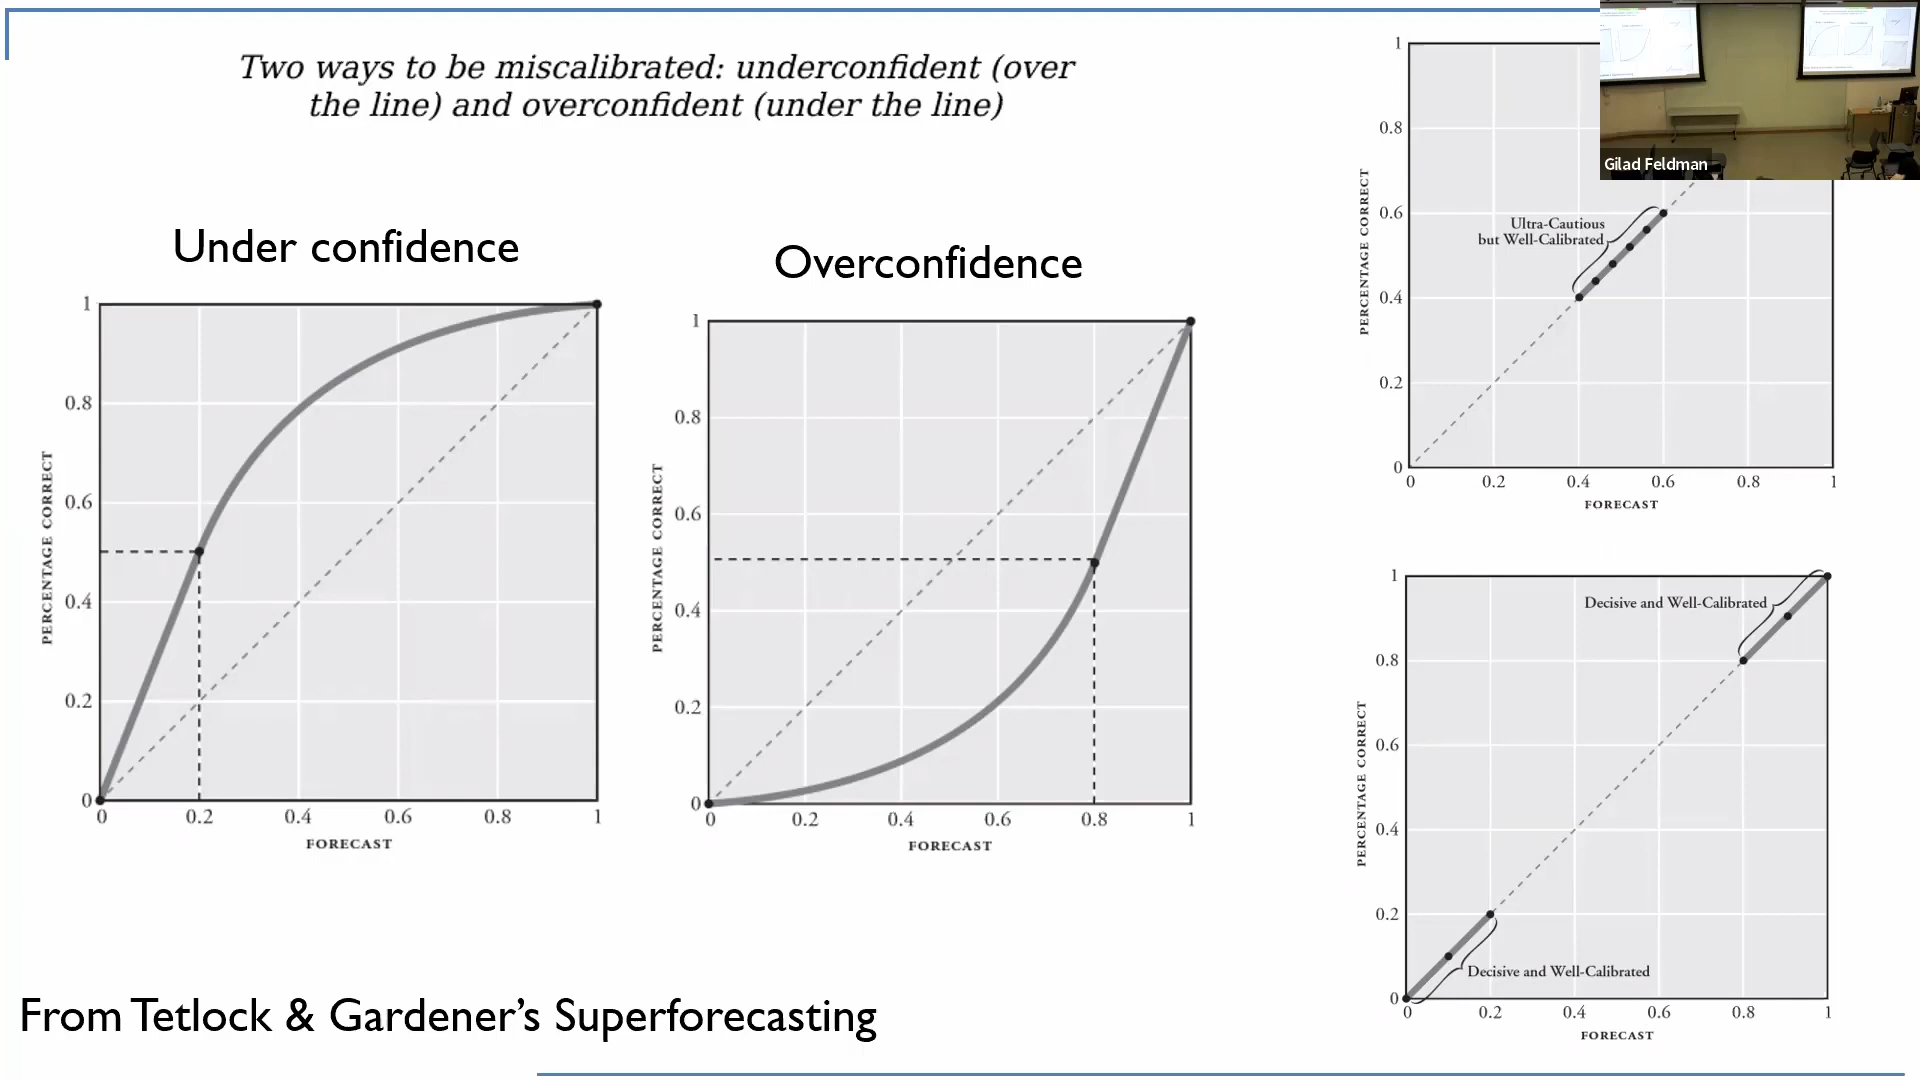 Two ways to be miscalibrated: underconfident (over
the line) and overconfident (under the line)
Under confidence
1
0.8
0.6
0.4
0.2
0
PERCENTAGE CORRECT
0
0.2
0.4
0.6
0.8
1
FORECAST
Overconfidence
1
0.8
0.6
0.4
0.2
0
PERCENTAGE CORRECT
0
0.2
0.4
0.6
0.8
1
FORECAST
1
0.8
0.6
0.4
0.2
0
PERCENTAGE CORRECT
Ultra-Cautious
but Well-Calibrated
0
0.2
0.4
0.6
0.8
1
FORECAST
Gilad Feldman
1
0.8
0.6
0.4
0.2
0
PERCENTAGE CORRECT
Decisive and Well-Calibrated
Decisive and Well-Calibrated
0
0.2
0.4
0.6
0.8
1
FORECAST
From Tetlock & Gardener’s Superforecasting